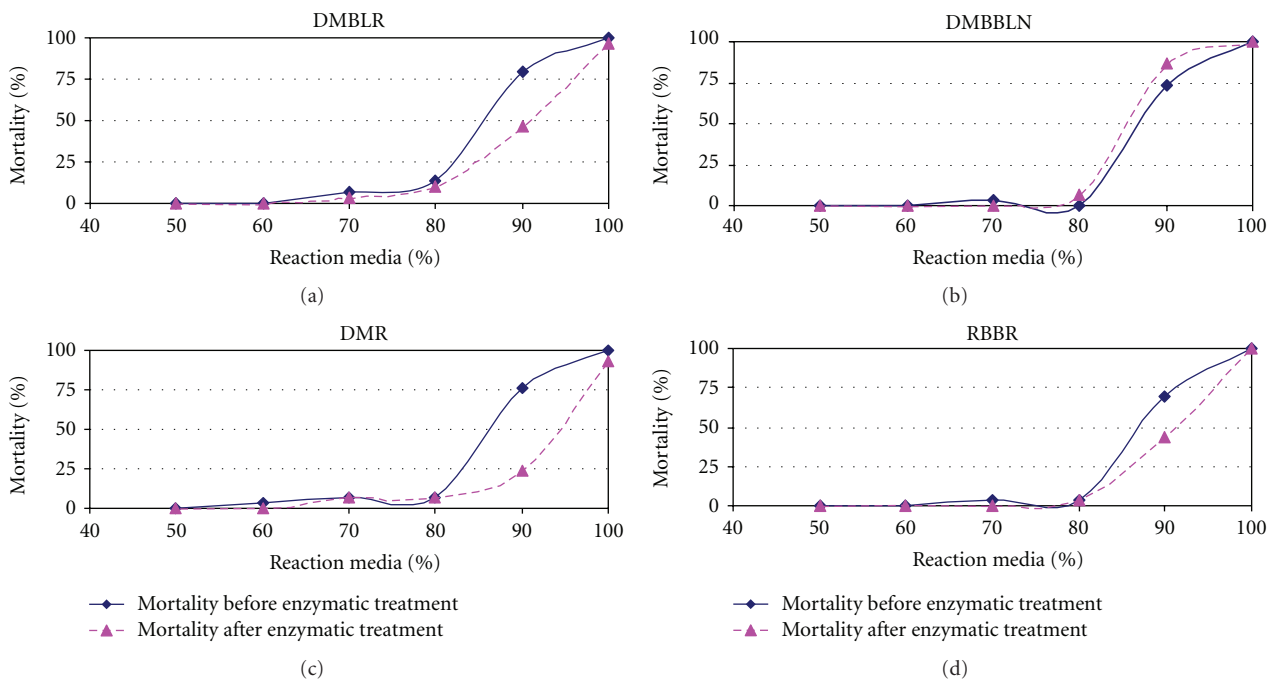 DMBLR
Mortality (%)
100
75
50
25
0
40 50 60 70 80 90 100
Reaction media (%)
(a)
DMBBLN
Mortality (%)
100
75
50
25
0
40 50 60 70 80 90 100
Reaction media (%)
(b)
DMR
Mortality (%)
100
75
50
25
0
40 50 60 70 80 90 100
Reaction media (%)
Mortality before enzymatic treatment
Mortality after enzymatic treatment
(c)
RBBR
Mortality (%)
100
75
50
25
0
40 50 60 70 80 90 100
Reaction media (%)
Mortality before enzymatic treatment
Mortality after enzymatic treatment
(d)